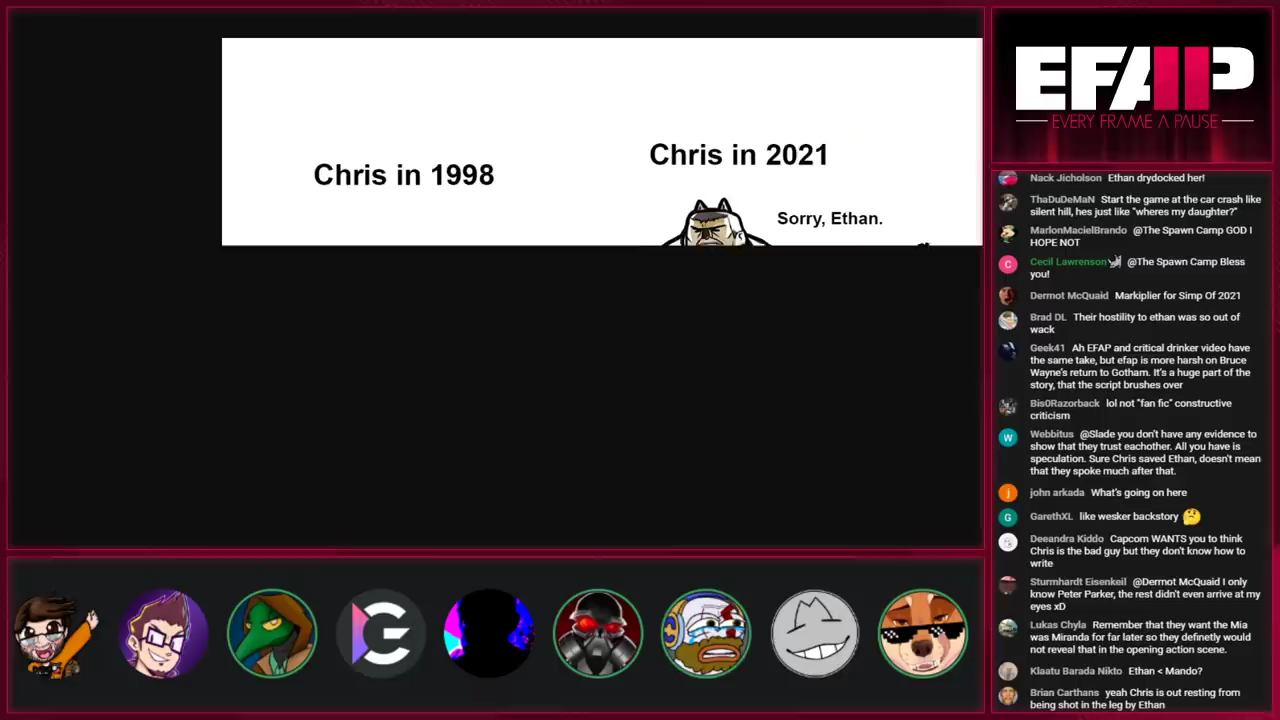 Chris in 1998
Chris in 2021
Sorry, Ethan.
EFAP
EVERY FRAME A PAUSE
Nack Jicholson Ethan drydocked her!
ThaDuDeMaN Start the game at the car crash like
silent hill, hes just like "wheres my daughter?"
MarlonMacielBrando @The Spawn Camp GOD I
HOPE NOT
Cecil Lawrenson @The Spawn Camp Bless
you!
Dermot McQuaid Markiplier for Simp Of 2021
Brad DL Their hostility to ethan was so out of
wack
Geek41 Ah EFAP and critical drinker video have
the same take, but efap is more harsh on Bruce
Wayne's return to Gotham. It's a huge part of the
story, that the script brushes over
Bis0Razorback lol not "fan fic" constructive
criticism
W Webbitus @Slade you don't have any evidence to
show that they trust eachother. All you have is
speculation. Sure Chris saved Ethan, doesn't mean
that they spoke much after that.
j john arkada What's going on here
G GarethXL like wesker backstory 🤔
Deeandra Kiddo Capcom WANTS you to think
Chris is the bad guy but they don't know how to
write
Sturmhardt Eisenkeil @Dermot McQuaid I only
know Peter Parker, the rest didn't even arrive at my
eyes xD
Lukas Chyla Remember that they want the Mia
was Miranda for far later so they definetly would
not reveal that in the opening action scene.
Klaatu Barada Nikto Ethan < Mando?
Brian Carthans yeah Chris is out resting from
being shot in the leg by Ethan